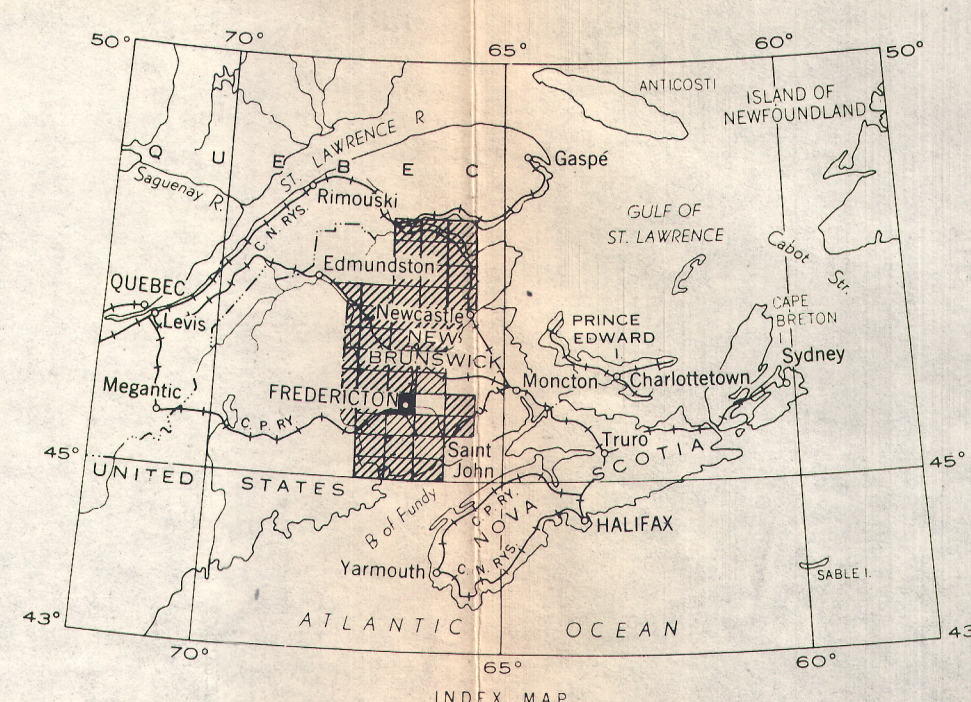 50°
70°
65°
60°
50°
ANTICOSTI
ISLAND OF
NEWFOUNDLAND
QUEBEC
ST. LAWRENCE R
Saguenay R.
Gaspé
Rimouski
C.N.RYS.
GULF OF
ST. LAWRENCE
Cabot Str.
Edmundston
QUEBEC
Lévis
Newcastle
NEW
BRUNSWICK
PRINCE
EDWARD
I.
CAPE
BRETON
I
Sydney
Megantic
FREDERICTON
Moncton
Charlottetown
C.P.RY.
Truro
Saint
John
45°
45°
UNITED STATES
NOVA SCOTIA
B of Fundy
C.P.RY.
HALIFAX
Yarmouth
C.N.RYS.
SABLE I.
ATLANTIC OCEAN
43°
43
70°
65°
60°
INDEX MAP